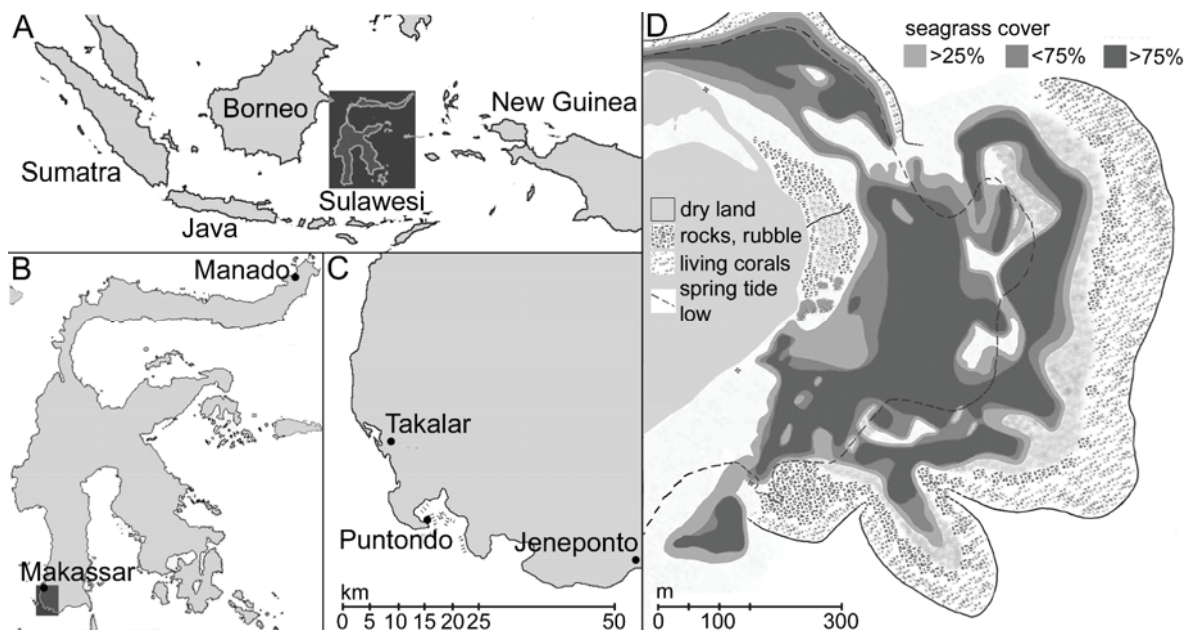 A
Borneo
New Guinea
Sumatra
Sulawesi
Java
B
Manado
Makassar
C
Takalar
Puntondo
Jeneponto
km
0 5 10 15 20 25 50
D
seagrass cover
>25% <75% >75%
dry land
rocks, rubble
living corals
spring tide
low
m
0 100 300